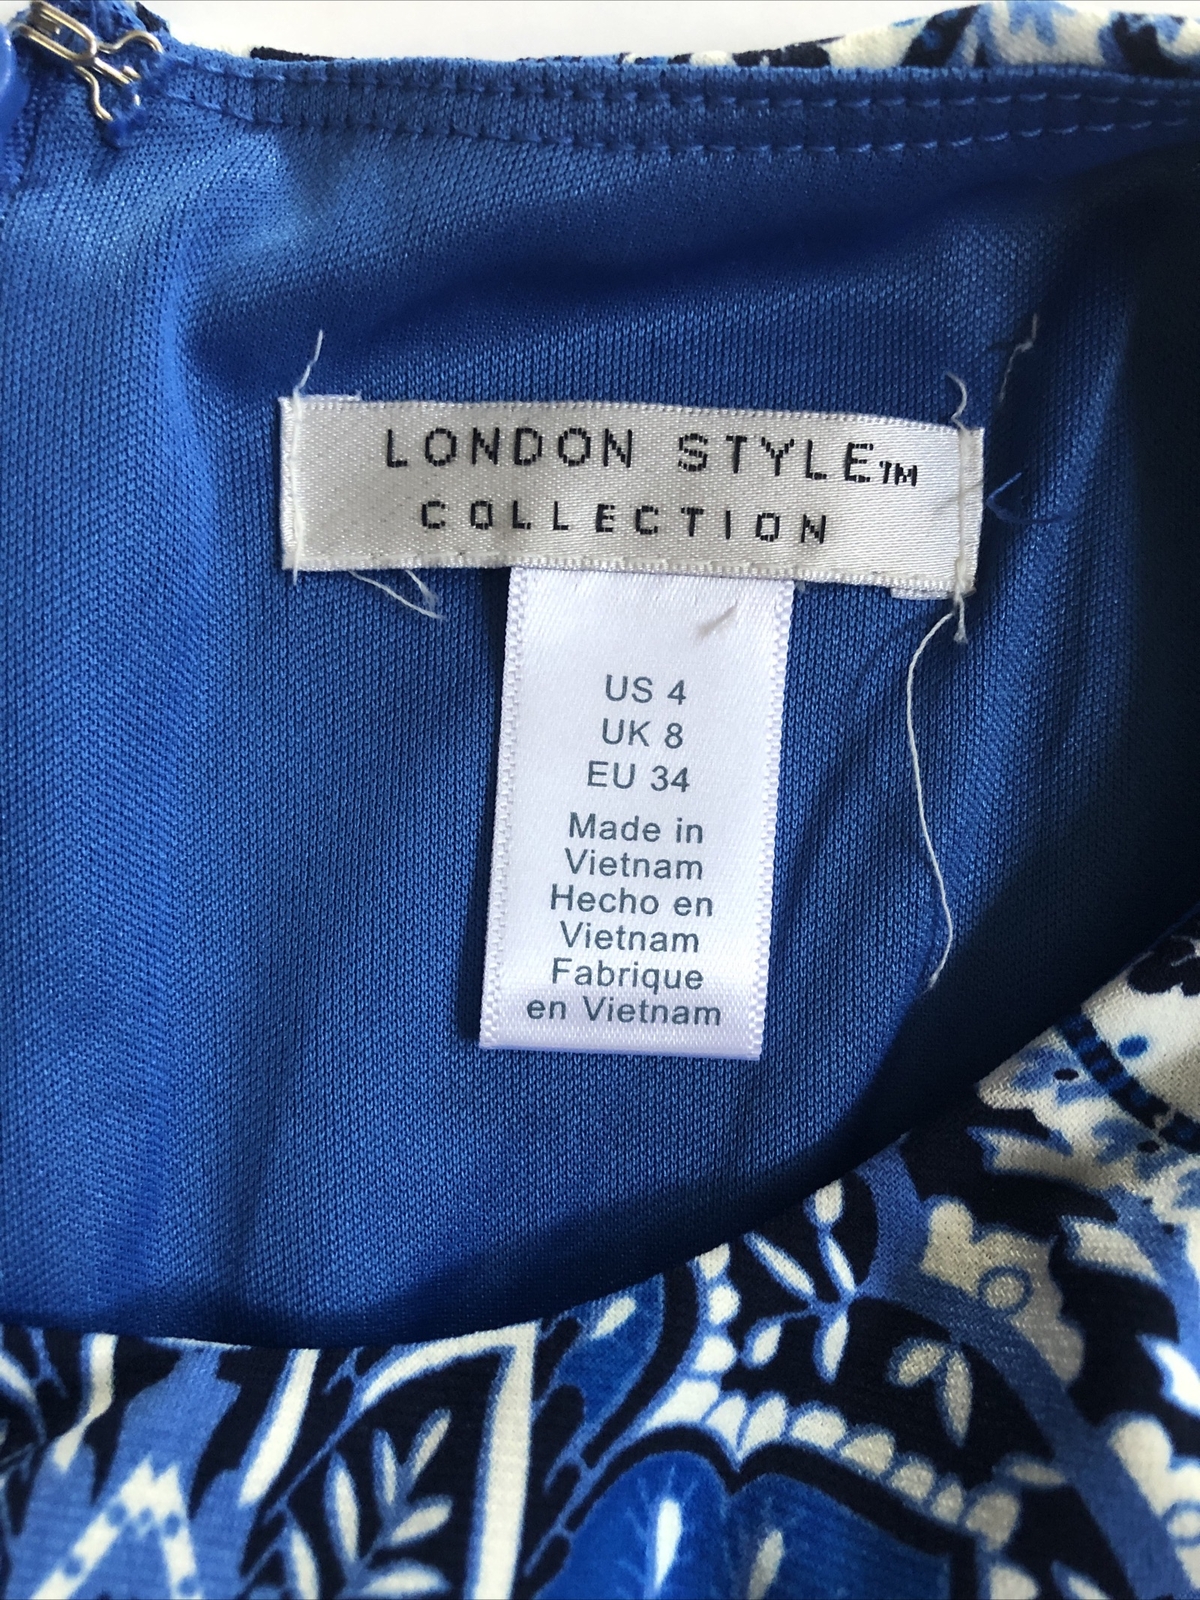 LONDON STYLE™
COLLECTION
US 4
UK 8
EU 34
Made in
Vietnam
Hecho en
Vietnam
Fabrique
en Vietnam